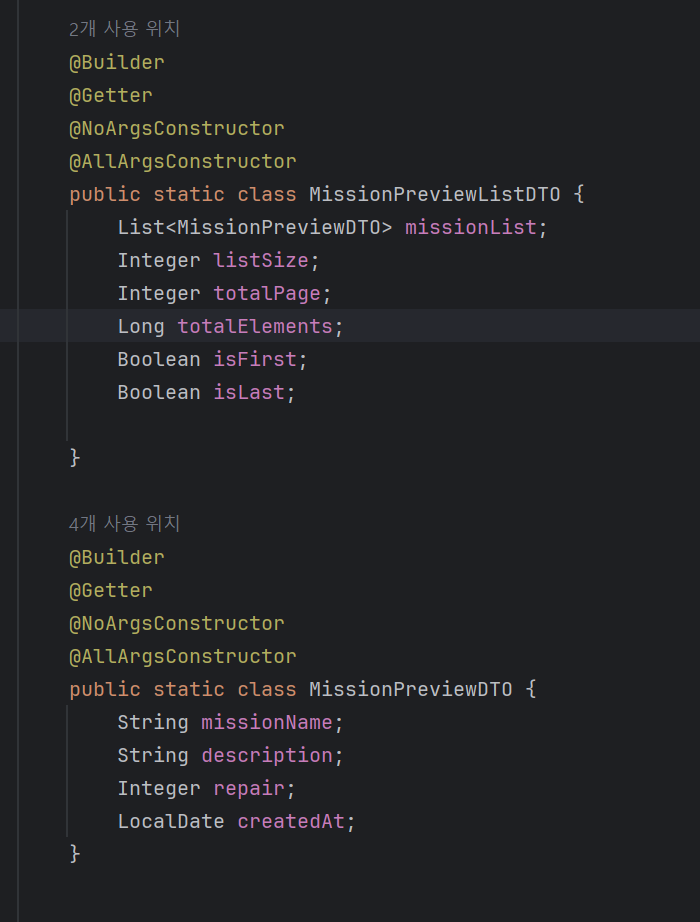 2개 사용 위치
@Builder
@Getter
@NoArgsConstructor
@AllArgsConstructor
public static class MissionPreviewListDTO {
List<MissionPreviewDTO> missionList;
Integer listSize;
Integer totalPage;
Long totalElements;
Boolean isFirst;
Boolean isLast;
}
4개 사용 위치
@Builder
@Getter
@NoArgsConstructor
@AllArgsConstructor
public static class MissionPreviewDTO {
String missionName;
String description;
Integer repair;
LocalDate createdAt;
}